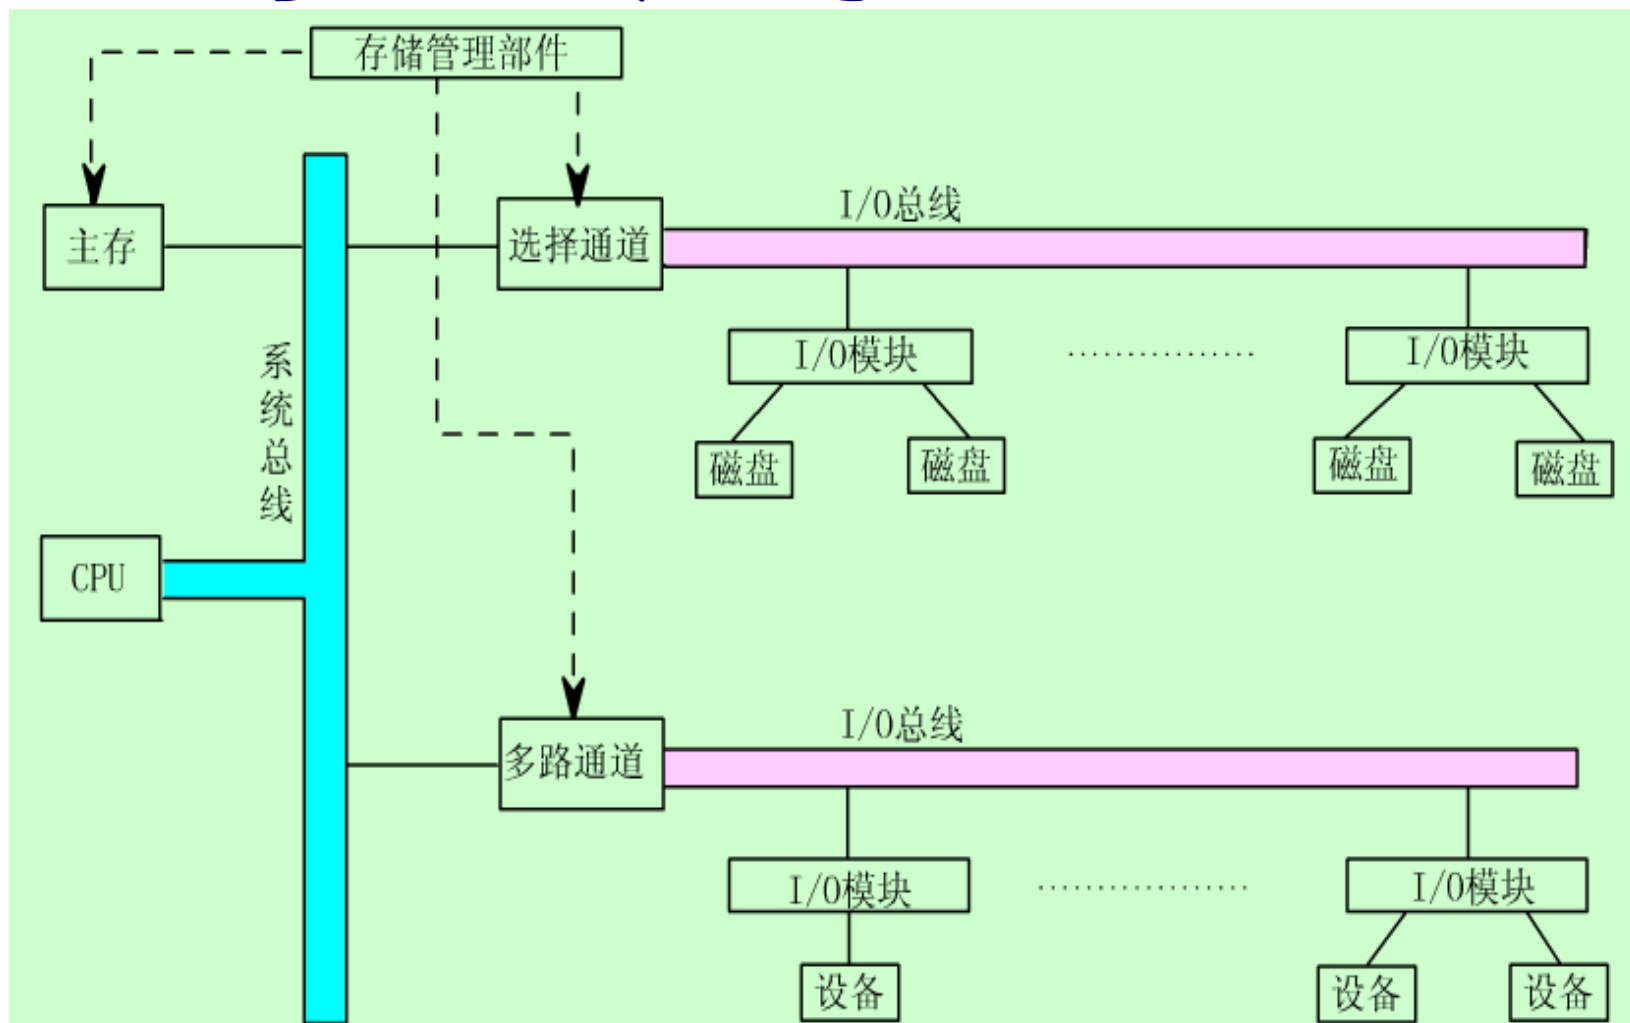 存储管理部件
主存
选择通道
I/O总线
I/O模块
I/O模块
磁盘
磁盘
磁盘
磁盘
系统总线
CPU
多路通道
I/O总线
I/O模块
I/O模块
设备
设备
设备